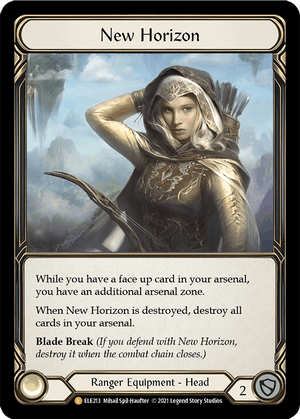 New Horizon
While you have a face up card in your arsenal,
you have an additional arsenal zone.
When New Horizon is destroyed, destroy all
cards in your arsenal.
Blade Break (If you defend with New Horizon,
destroy it when the combat chain closes.)
Ranger Equipment - Head
2
ELE213 Mihail Spil-Haufter © 2021 Legend Story Studios